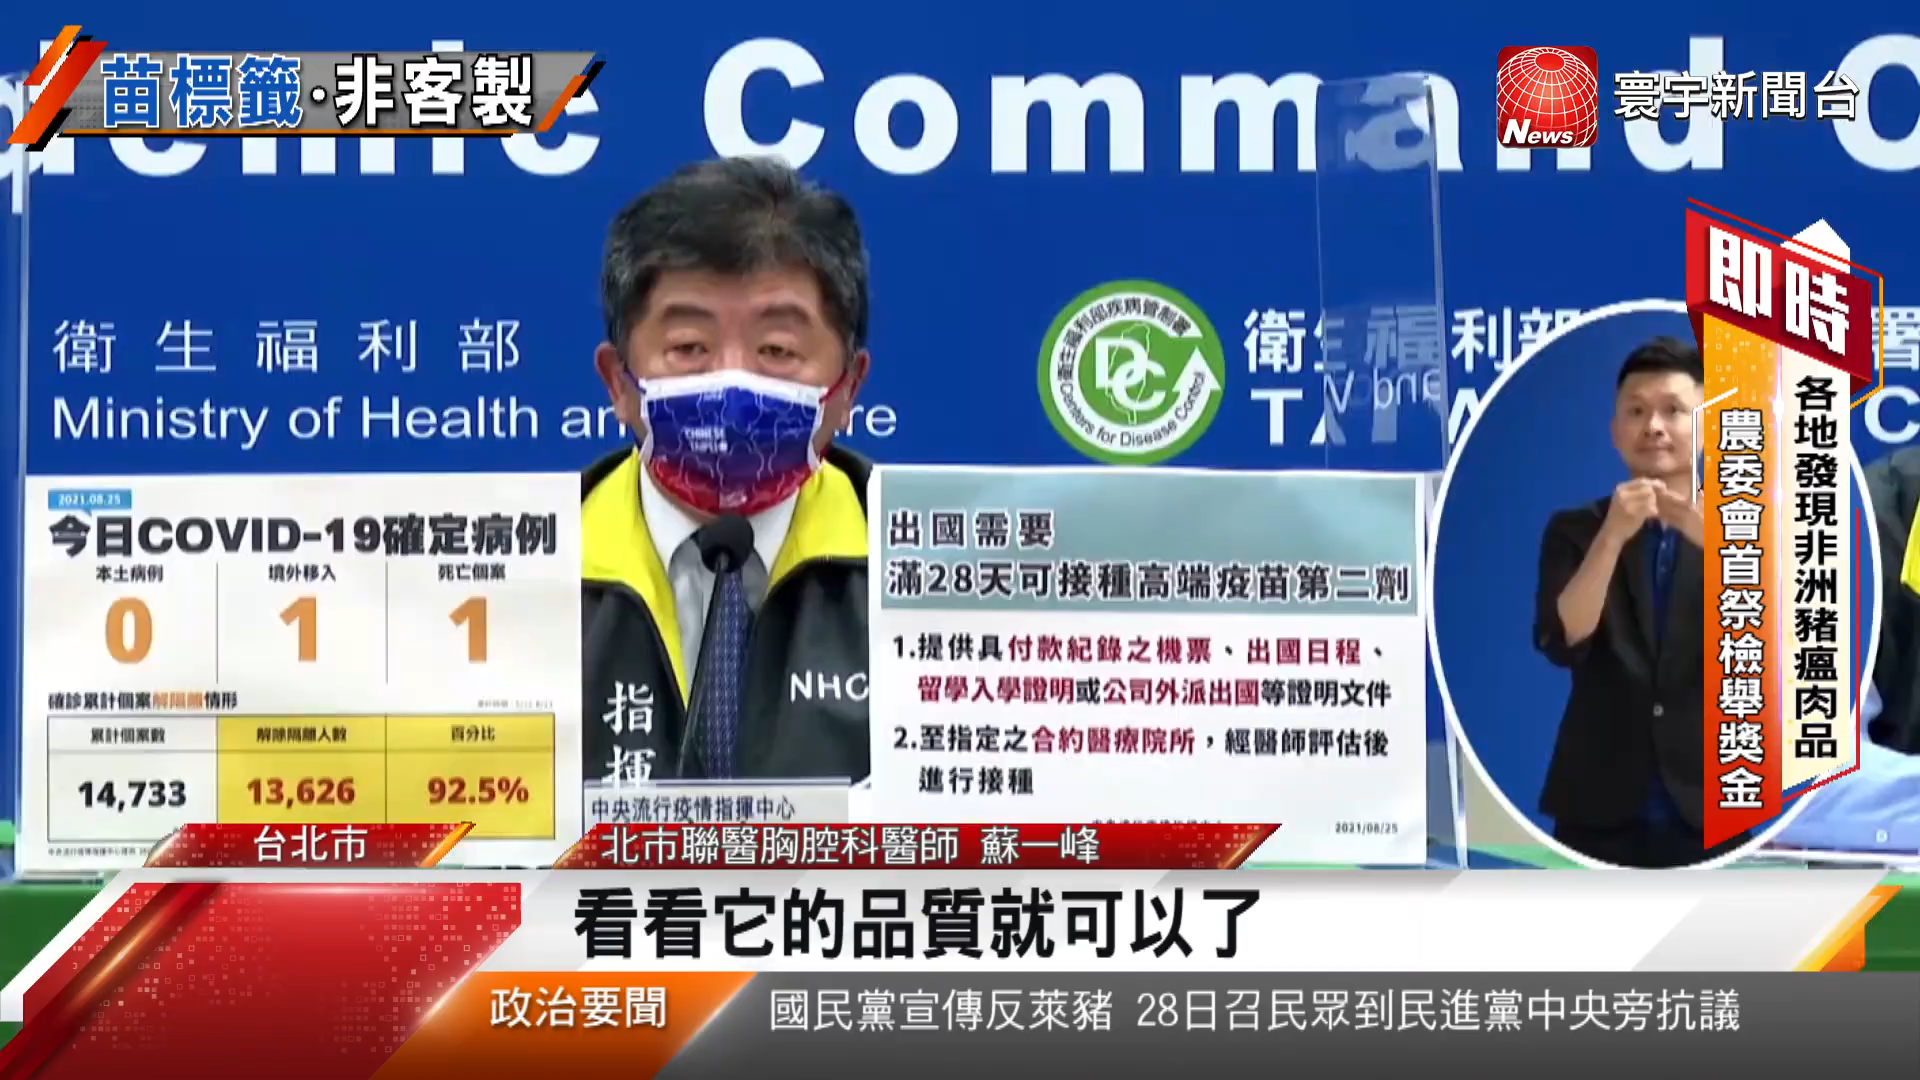 苗標籤·非客製
demic Command C
News 寰宇新聞台
即時
各地發現非洲豬瘟肉品
農委會首祭檢舉獎金
衛生福利部
Ministry of Health an re
衛生福利部疾病管制署
Centers for Disease Control
CDC
衛生福利部
2021.08.25
今日COVID-19確定病例
本土病例 境外移入 死亡個案
0 1 1
確診累計個案解隔離情形
累計個案數 解除隔離人數 百分比
14,733 13,626 92.5%
CHINESE TAIPEI
NHC
指揮
中央流行疫情指揮中心
出國需要
滿28天可接種高端疫苗第二劑
1.提供具付款紀錄之機票、出國日程、
留學入學證明或公司外派出國等證明文件
2.至指定之合約醫療院所，經醫師評估後
進行接種
2021/08/25
台北市
北市聯醫胸腔科醫師 蘇一峰
看看它的品質就可以了
政治要聞
國民黨宣傳反萊豬 28日召民眾到民進黨中央旁抗議